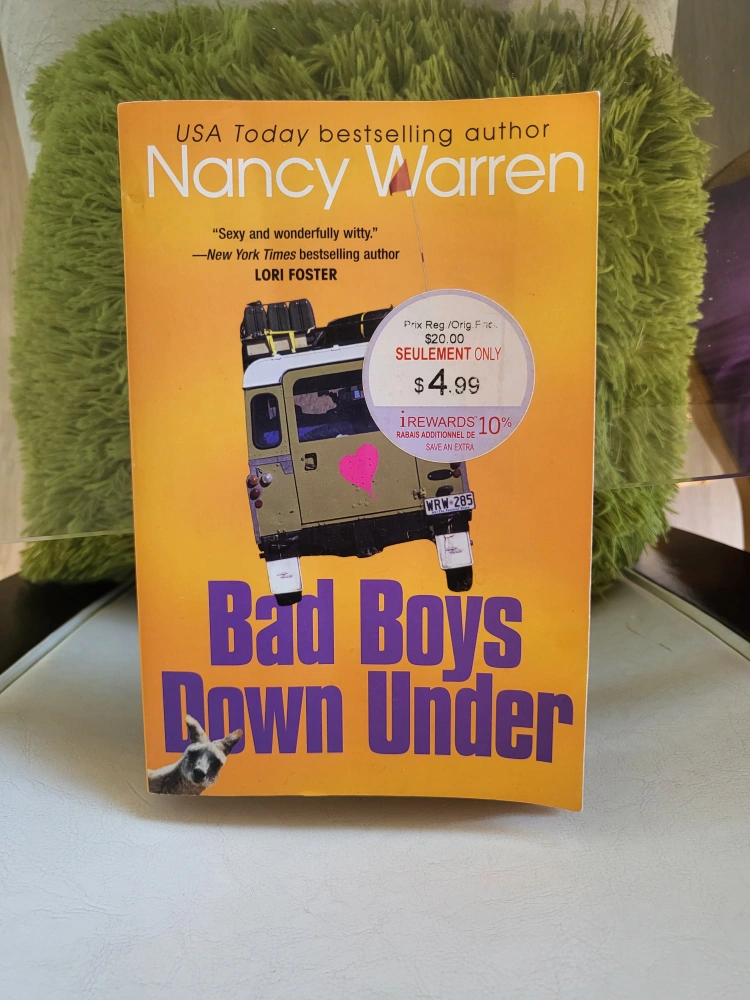 USA Today bestselling author
Nancy Warren
“Sexy and wonderfully witty.”
—New York Times bestselling author
LORI FOSTER
Prix Reg./Orig.
$20.00
SEULEMENT ONLY
$4.99
iREWARDS 10%
RABAIS ADDITIONNEL DE
SAVE AN EXTRA
WRW·285
Bad Boys
Down Under